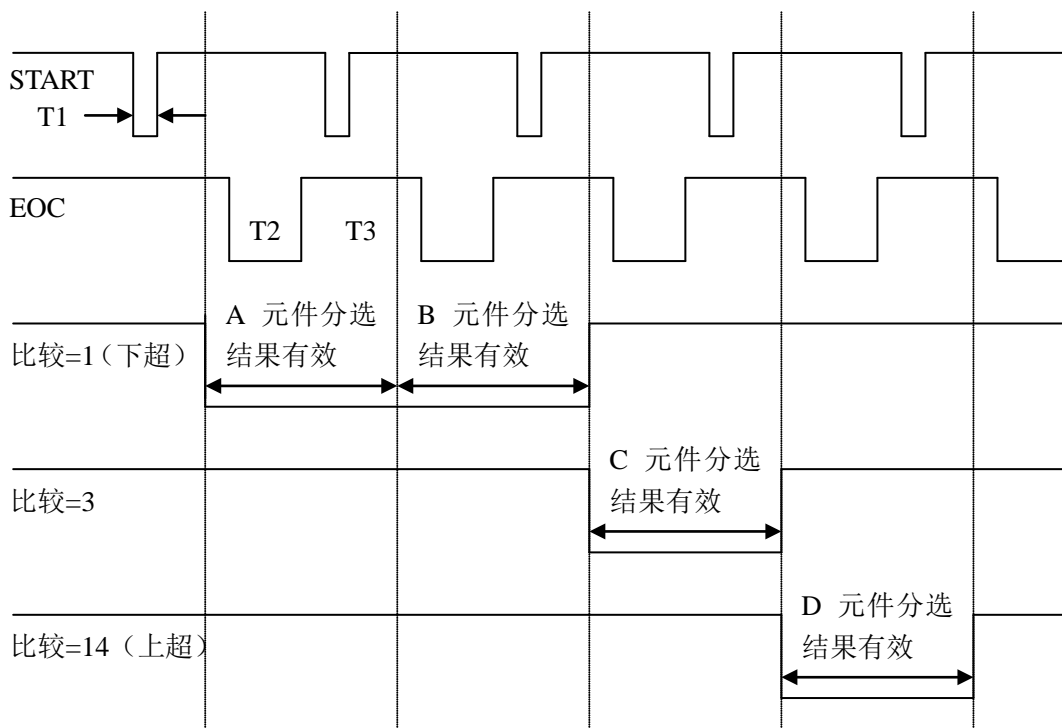 START
T1
EOC
T2
T3
A 元件分选
结果有效
B 元件分选
结果有效
比较=1（下超）
C 元件分选
结果有效
比较=3
D 元件分选
结果有效
比较=14（上超）